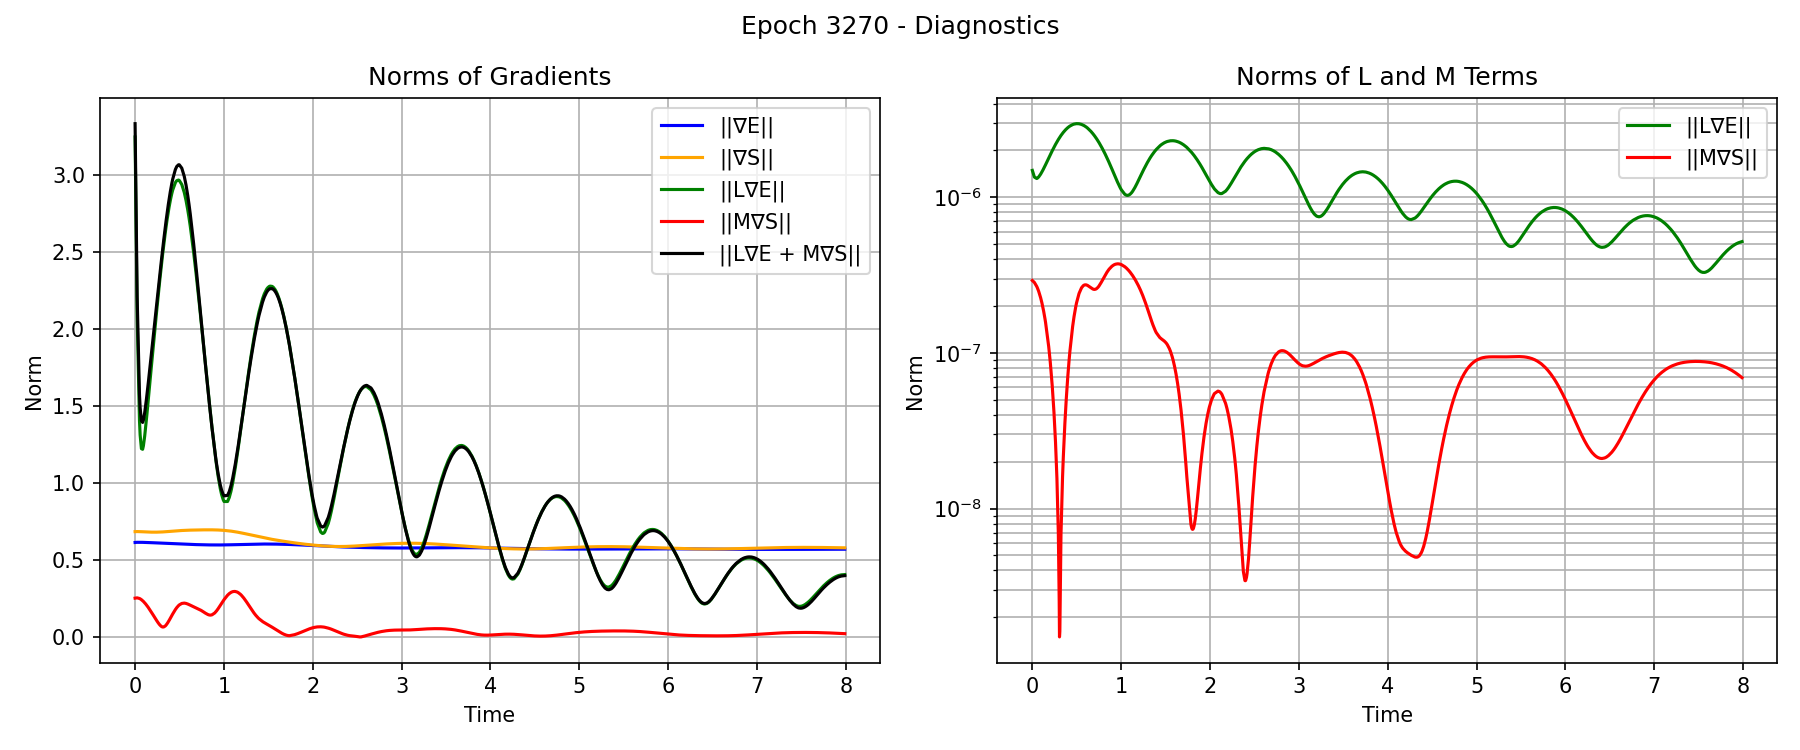 Epoch 3270 - Diagnostics
Norms of Gradients
Norm
3.0
2.5
2.0
1.5
1.0
0.5
0.0
0 1 2 3 4 5 6 7 8
Time
||∇E||
||∇S||
||L∇E||
||M∇S||
||L∇E + M∇S||
Norms of L and M Terms
Norm
10⁻⁶
10⁻⁷
10⁻⁸
0 1 2 3 4 5 6 7 8
Time
||L∇E||
||M∇S||